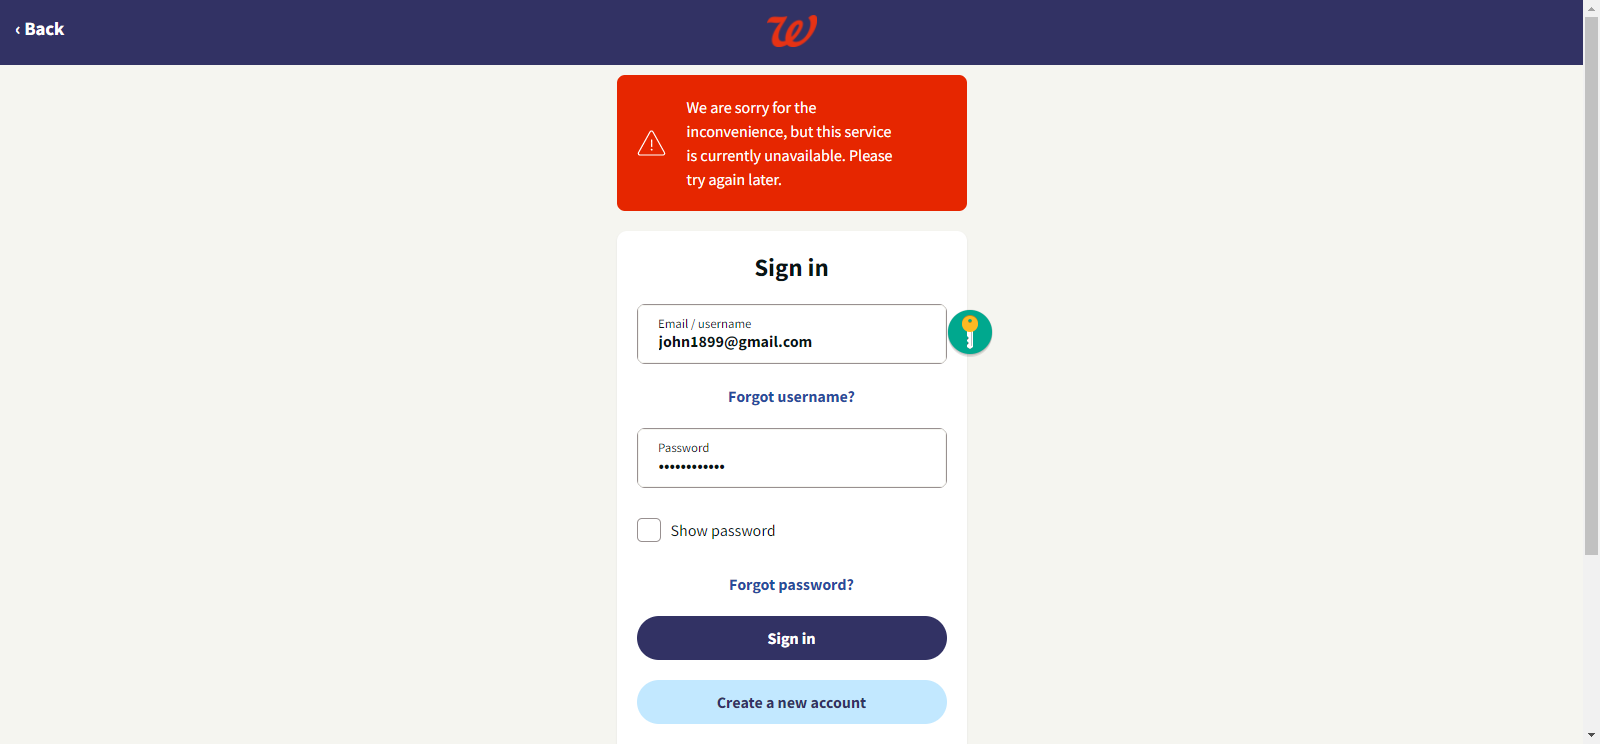 ‹ Back
W
We are sorry for the
inconvenience, but this service
is currently unavailable. Please
try again later.
Sign in
Email / username
john1899@gmail.com
Forgot username?
Password
••••••••••••
Show password
Forgot password?
Sign in
Create a new account